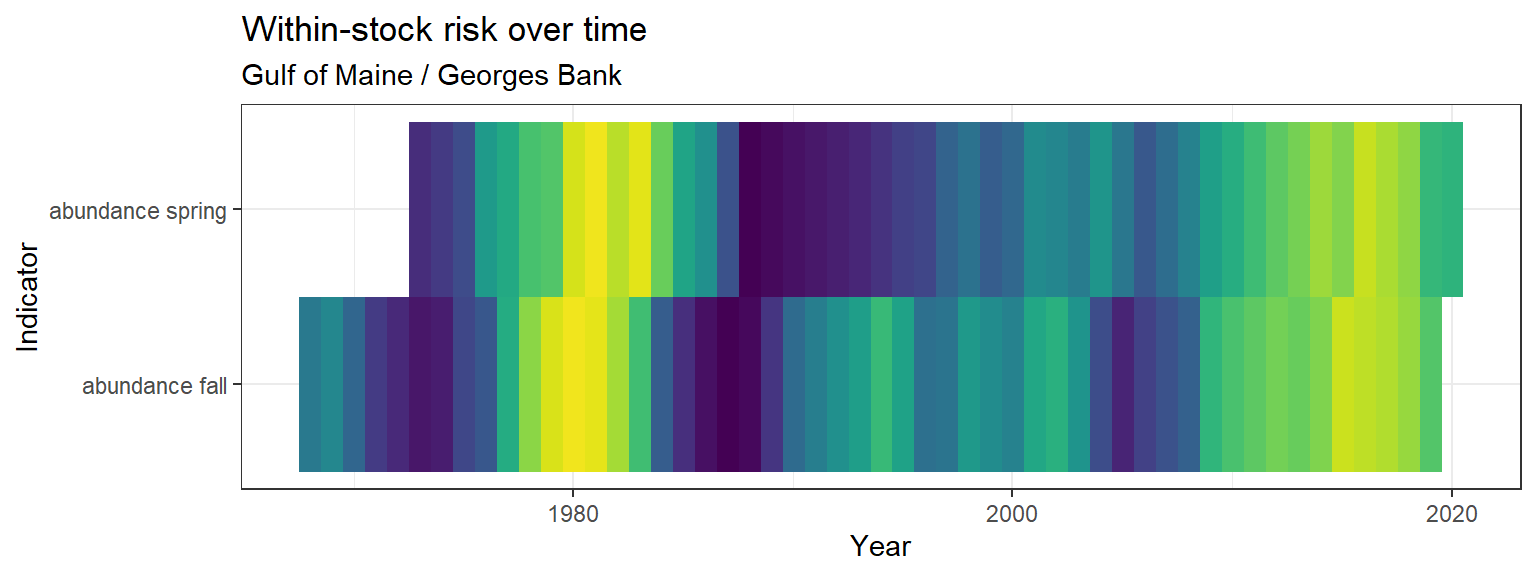 Within-stock risk over time
Gulf of Maine / Georges Bank
Indicator
abundance spring
abundance fall
1980
2000
2020
Year